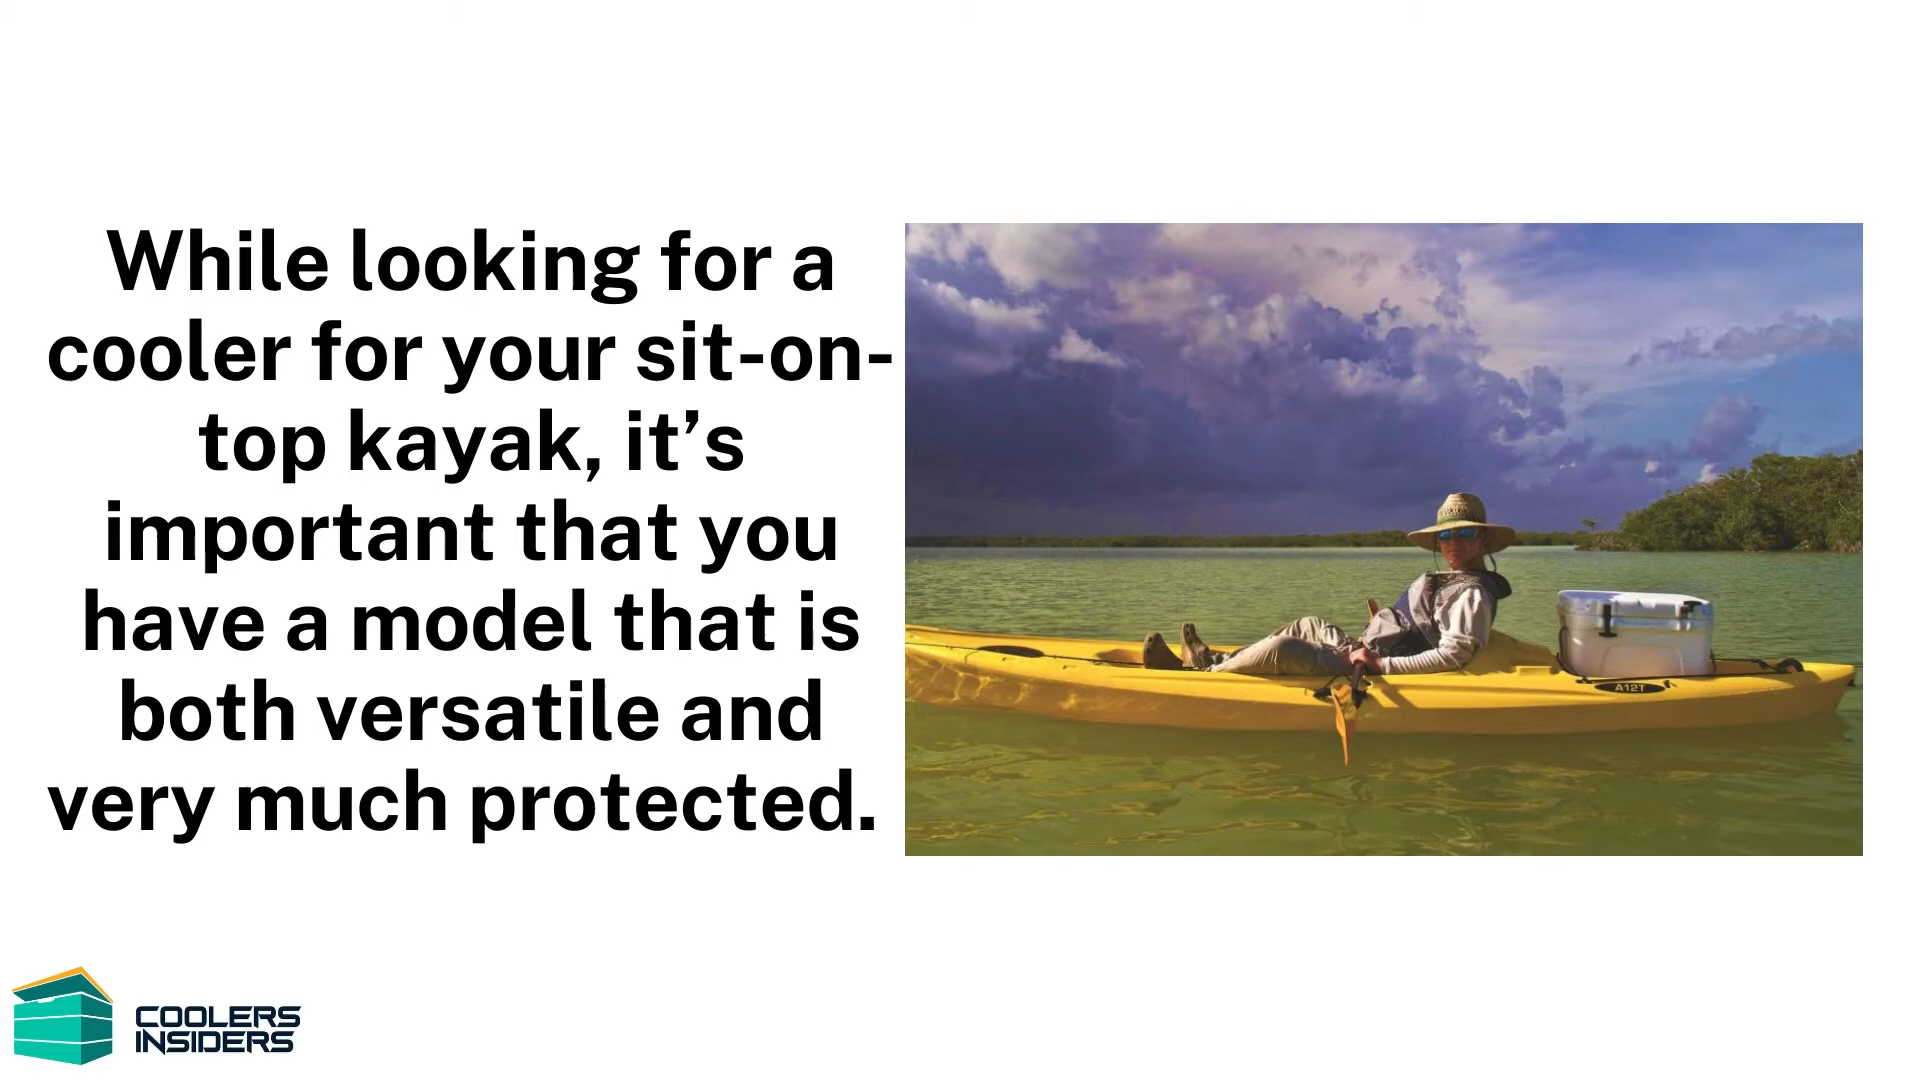 While looking for a
cooler for your sit-on-
top kayak, it’s
important that you
have a model that is
both versatile and
very much protected.
A12T
COOLERS
INSIDERS